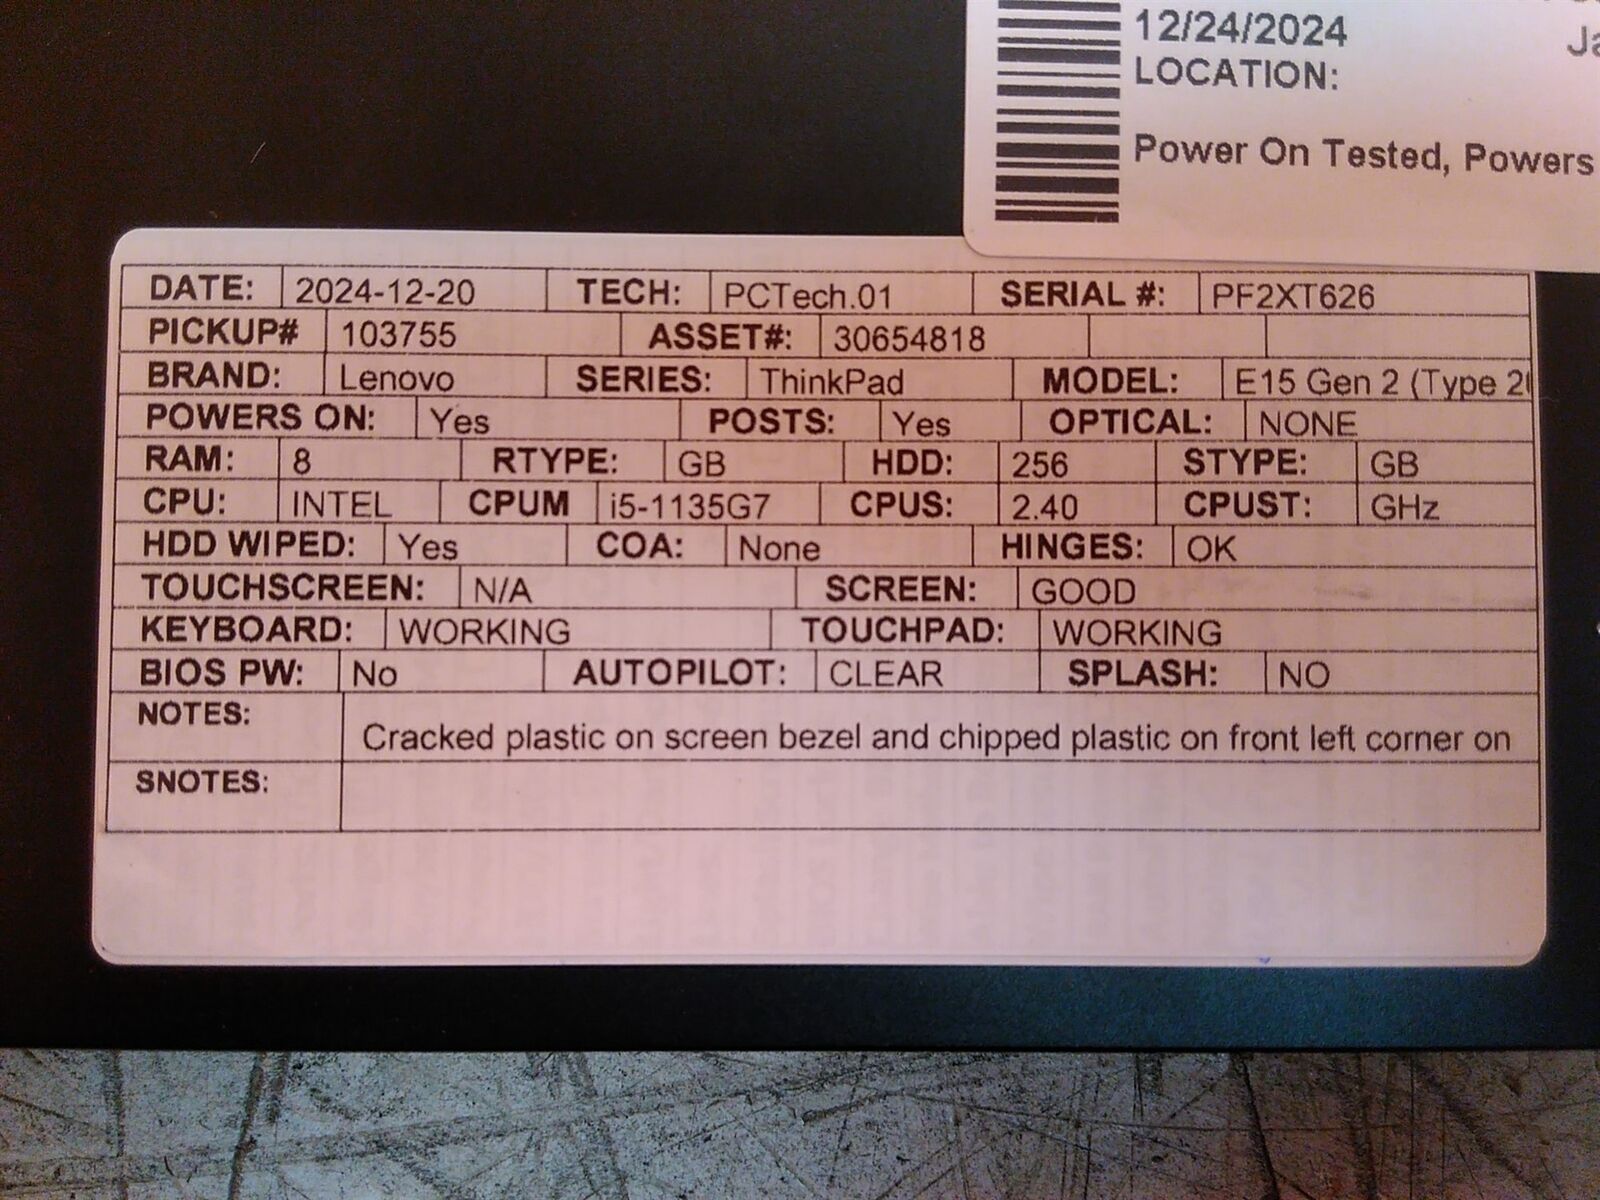 12/24/2024
LOCATION:
Power On Tested, Powers
DATE: 2024-12-20 TECH: PCTech.01 SERIAL #: PF2XT626
PICKUP# 103755 ASSET#: 30654818
BRAND: Lenovo SERIES: ThinkPad MODEL: E15 Gen 2 (Type
POWERS ON: Yes POSTS: Yes OPTICAL: NONE
RAM: 8 RTYPE: GB HDD: 256 STYPE: GB
CPU: INTEL CPUM i5-1135G7 CPUS: 2.40 CPUST: GHz
HDD WIPED: Yes COA: None HINGES: OK
TOUCHSCREEN: N/A SCREEN: GOOD
KEYBOARD: WORKING TOUCHPAD: WORKING
BIOS PW: No AUTOPILOT: CLEAR SPLASH: NO
NOTES: Cracked plastic on screen bezel and chipped plastic on front left corner on
SNOTES: